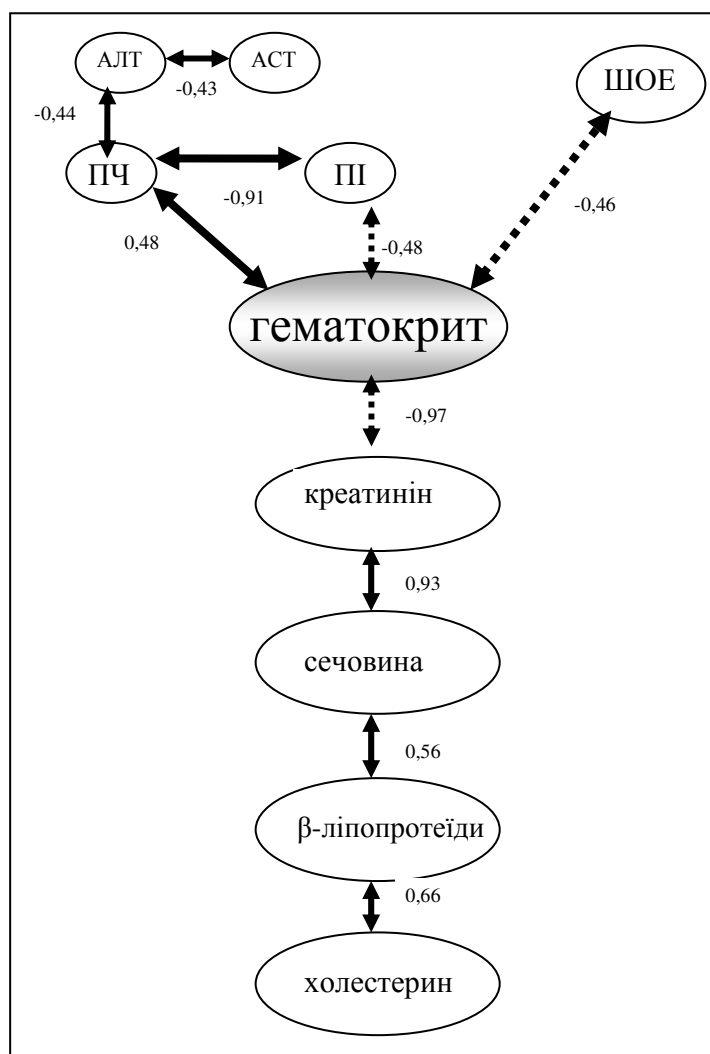 АЛТ
АСТ
ШОЕ
-0,43
-0,44
ПЧ
ПІ
-0,91
-0,46
0,48
-0,48
гематокрит
-0,97
креатинін
0,93
сечовина
0,56
β-ліпопротеїди
0,66
холестерин